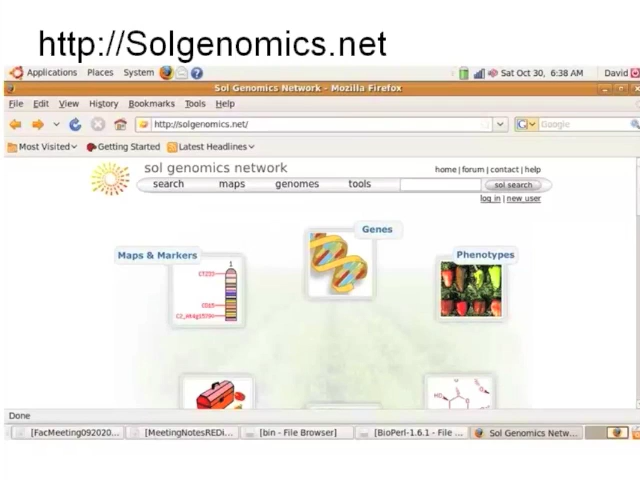 http://Solgenomics.net
Applications Places System Sat Oct 30, 6:38 AM David
Sol Genomics Network - Mozilla Firefox
File Edit View History Bookmarks Tools Help
http://solgenomics.net/ Google
Most Visited Getting Started Latest Headlines
sol genomics network
home | forum | contact | help
search maps genomes tools sol search
log in | new user
Genes
Maps & Markers
Phenotypes
1
CT233
HO
Done
[FacMeeting092020... [MeetingNotesREDi... [bin - File Browser] [BioPerl-1.6.1 - File ... Sol Genomics Netw...